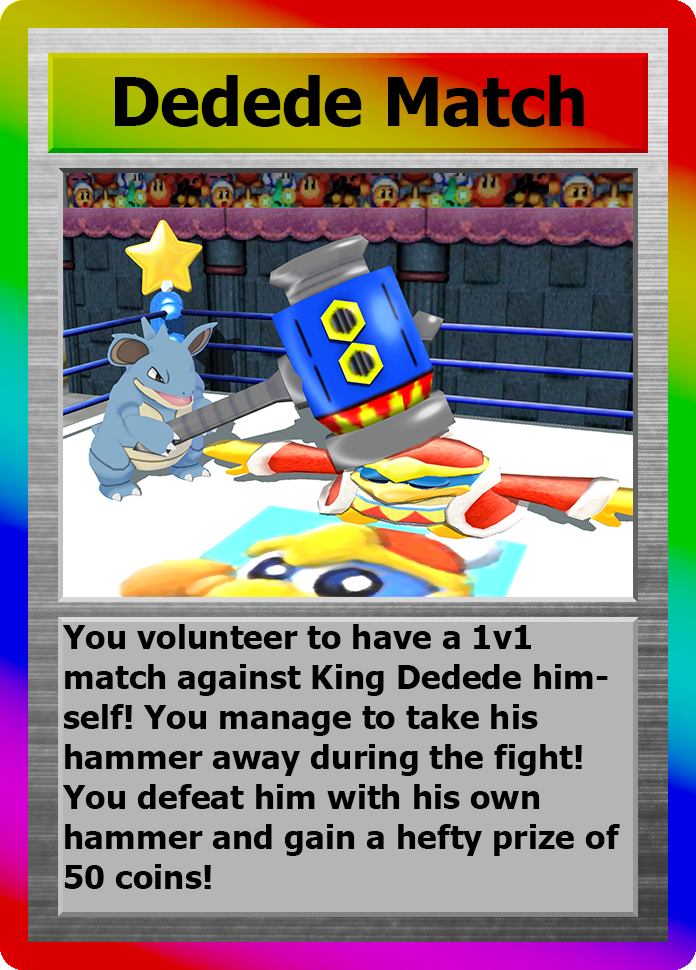 Dedede Match
You volunteer to have a 1v1
match against King Dedede him-
self! You manage to take his
hammer away during the fight!
You defeat him with his own
hammer and gain a hefty prize of
50 coins!